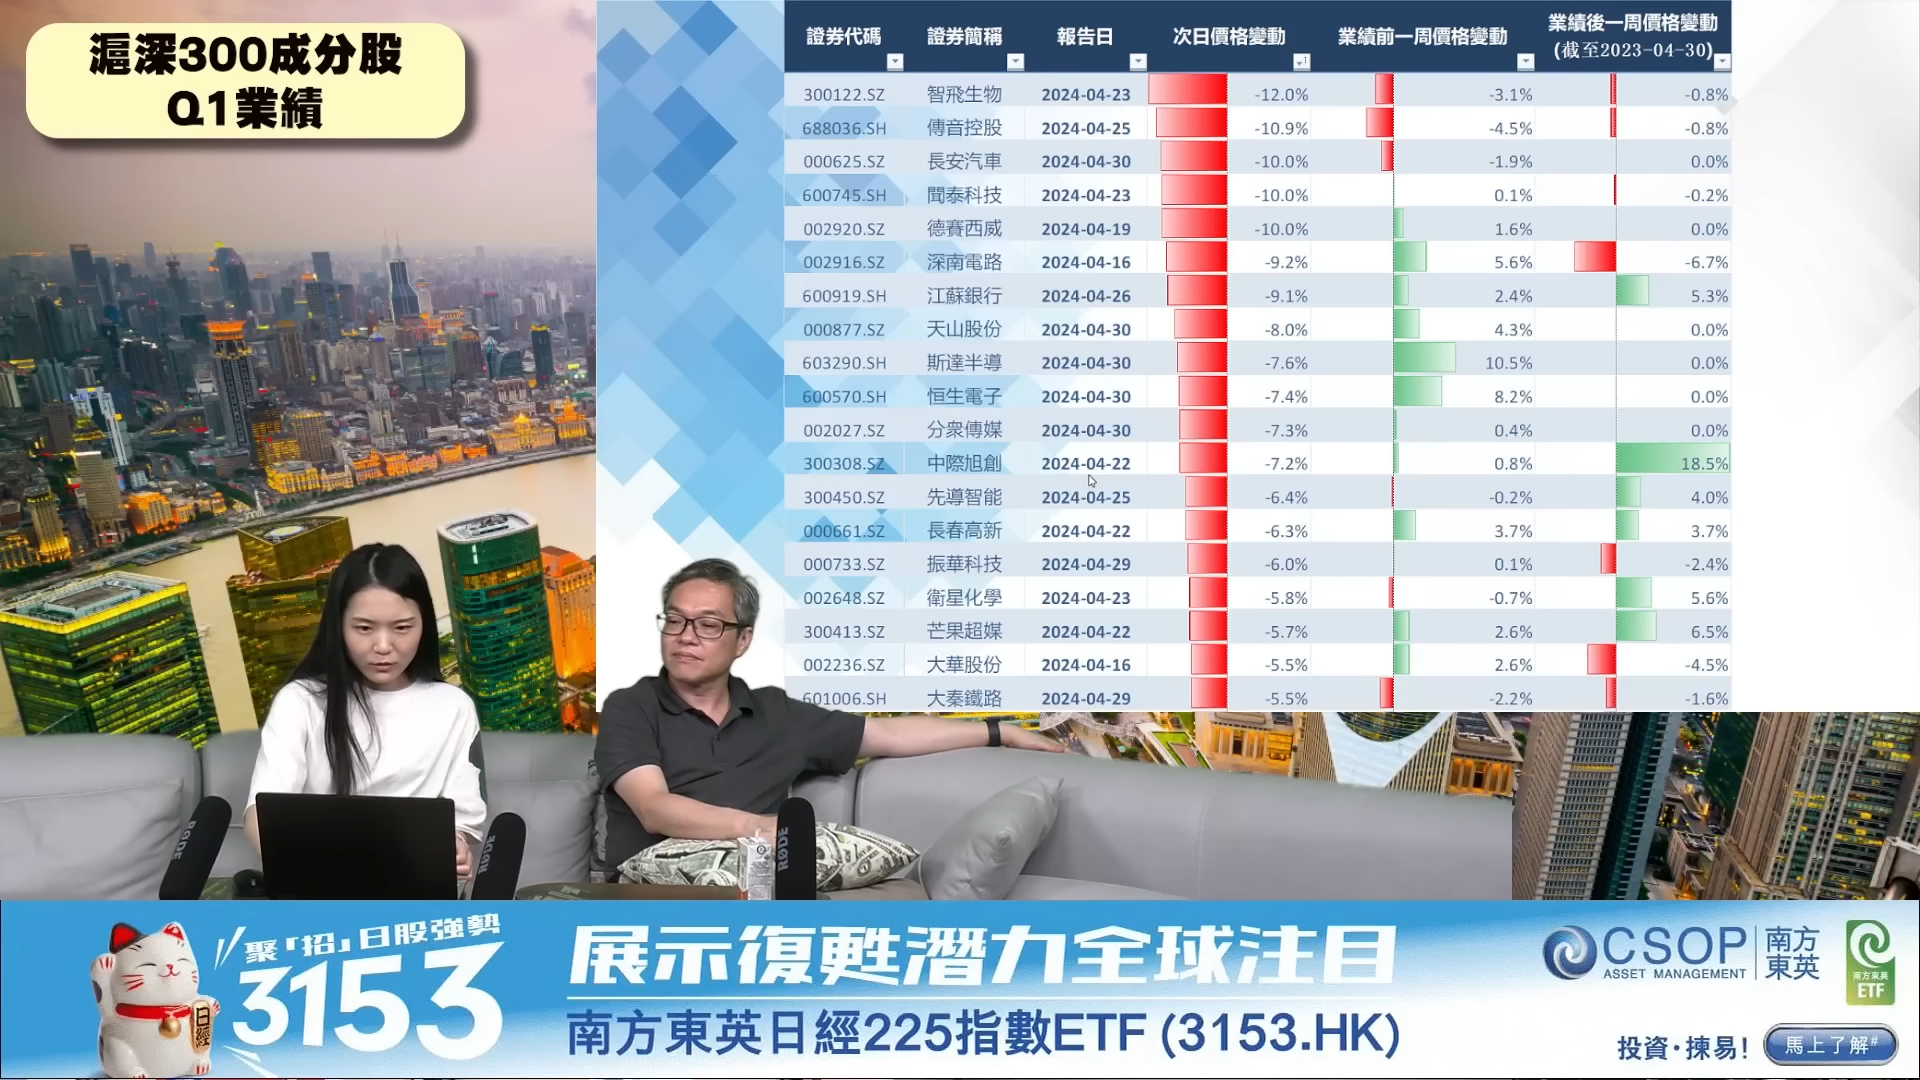 滬深300成分股
Q1業績
證券代碼 證券簡稱 報告日 次日價格變動 業績前一周價格變動 業績後一周價格變動
(截至2023-04-30)
300122.SZ 智飛生物 2024-04-23 -12.0% -3.1% -0.8%
688036.SH 傳音控股 2024-04-25 -10.9% -4.5% -0.8%
000625.SZ 長安汽車 2024-04-30 -10.0% -1.9% 0.0%
600745.SH 聞泰科技 2024-04-23 -10.0% 0.1% -0.2%
002920.SZ 德賽西威 2024-04-19 -10.0% 1.6% 0.0%
002916.SZ 深南電路 2024-04-16 -9.2% 5.6% -6.7%
600919.SH 江蘇銀行 2024-04-26 -9.1% 2.4% 5.3%
000877.SZ 天山股份 2024-04-30 -8.0% 4.3% 0.0%
603290.SH 斯達半導 2024-04-30 -7.6% 10.5% 0.0%
600570.SH 恒生電子 2024-04-30 -7.4% 8.2% 0.0%
002027.SZ 分衆傳媒 2024-04-30 -7.3% 0.4% 0.0%
300308.SZ 中際旭創 2024-04-22 -7.2% 0.8% 18.5%
300450.SZ 先導智能 2024-04-25 -6.4% -0.2% 4.0%
000661.SZ 長春高新 2024-04-22 -6.3% 3.7% 3.7%
000733.SZ 振華科技 2024-04-29 -6.0% 0.1% -2.4%
002648.SZ 衛星化學 2024-04-23 -5.8% -0.7% 5.6%
300413.SZ 芒果超媒 2024-04-22 -5.7% 2.6% 6.5%
002236.SZ 大華股份 2024-04-16 -5.5% 2.6% -4.5%
601006.SH 大秦鐵路 2024-04-29 -5.5% -2.2% -1.6%
RØDE
RØDE
RØDE
聚「招」日股強勢
3153
日經
展示復甦潛力全球注目
南方東英日經225指數ETF (3153.HK)
CSOP
ASSET MANAGEMENT
南方
東英
南方東英
ETF
投資·揀易!
馬上了解#